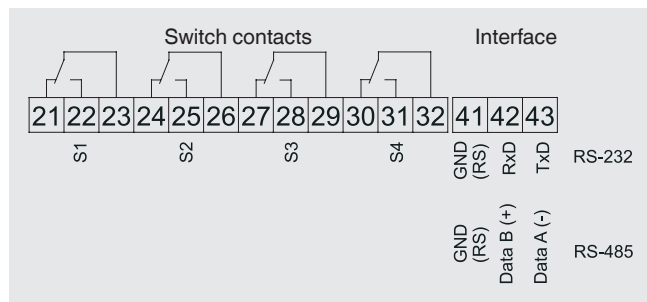 Switch contacts Interface
21 22 23 24 25 26 27 28 29 30 31 32 41 42 43
S1 S2 S3 S4 GND (RS) RxD TxD RS-232
GND (RS) Data B (+) Data A (-) RS-485